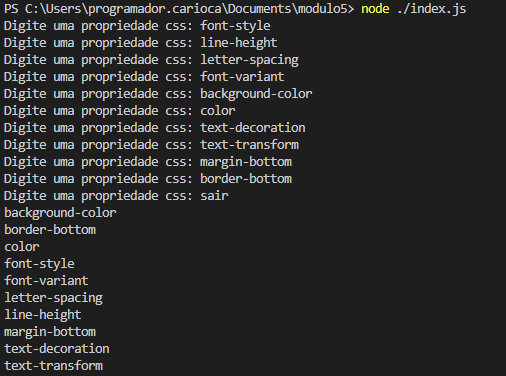 PS C:\Users\programador.carioca\Documents\modulo5> node ./index.js
Digite uma propriedade css: font-style
Digite uma propriedade css: line-height
Digite uma propriedade css: letter-spacing
Digite uma propriedade css: font-variant
Digite uma propriedade css: background-color
Digite uma propriedade css: color
Digite uma propriedade css: text-decoration
Digite uma propriedade css: text-transform
Digite uma propriedade css: margin-bottom
Digite uma propriedade css: border-bottom
Digite uma propriedade css: sair
background-color
border-bottom
color
font-style
font-variant
letter-spacing
line-height
margin-bottom
text-decoration
text-transform